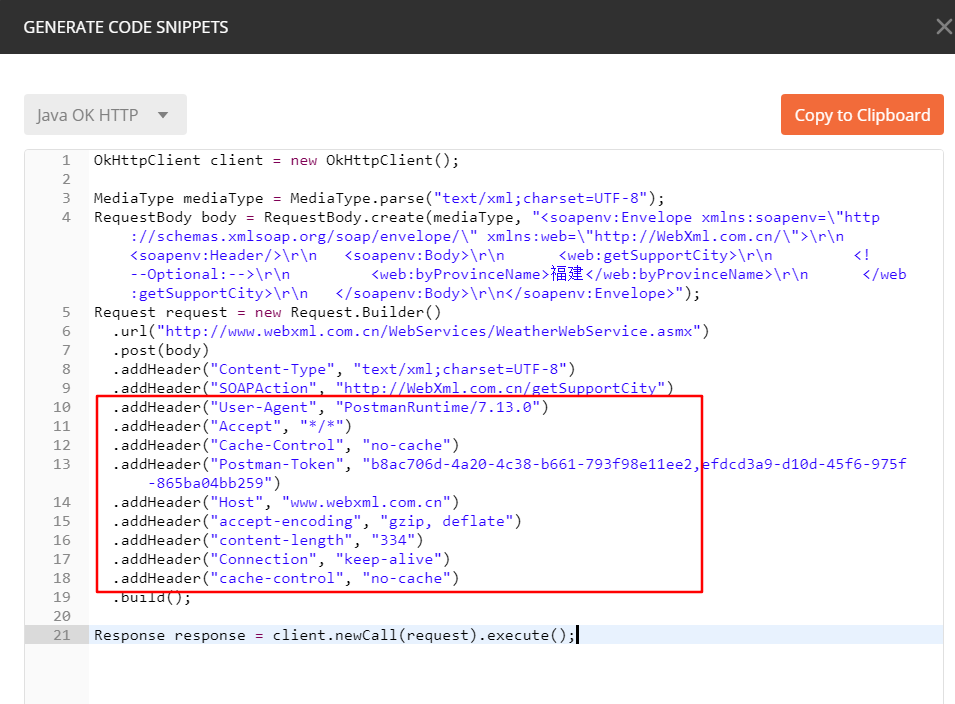 GENERATE CODE SNIPPETS
Java OK HTTP
Copy to Clipboard
1 OkHttpClient client = new OkHttpClient();
2
3 MediaType mediaType = MediaType.parse("text/xml;charset=UTF-8");
4 RequestBody body = RequestBody.create(mediaType, "<soapenv:Envelope xmlns:soapenv=\"http
://schemas.xmlsoap.org/soap/envelope/\" xmlns:web=\"http://WebXml.com.cn/\">\r\n
<soapenv:Header/>\r\n   <soapenv:Body>\r\n      <web:getSupportCity>\r\n         <!
--Optional:-->\r\n         <web:byProvinceName>福建</web:byProvinceName>\r\n      </web
:getSupportCity>\r\n   </soapenv:Body>\r\n</soapenv:Envelope>");
5 Request request = new Request.Builder()
6   .url("http://www.webxml.com.cn/WebServices/WeatherWebService.asmx")
7   .post(body)
8   .addHeader("Content-Type", "text/xml;charset=UTF-8")
9   .addHeader("SOAPAction", "http://WebXml.com.cn/getSupportCity")
10   .addHeader("User-Agent", "PostmanRuntime/7.13.0")
11   .addHeader("Accept", "*/*")
12   .addHeader("Cache-Control", "no-cache")
13   .addHeader("Postman-Token", "b8ac706d-4a20-4c38-b661-793f98e11ee2,efdcd3a9-d10d-45f6-975f
-865ba04bb259")
14   .addHeader("Host", "www.webxml.com.cn")
15   .addHeader("accept-encoding", "gzip, deflate")
16   .addHeader("content-length", "334")
17   .addHeader("Connection", "keep-alive")
18   .addHeader("cache-control", "no-cache")
19   .build();
20
21 Response response = client.newCall(request).execute();